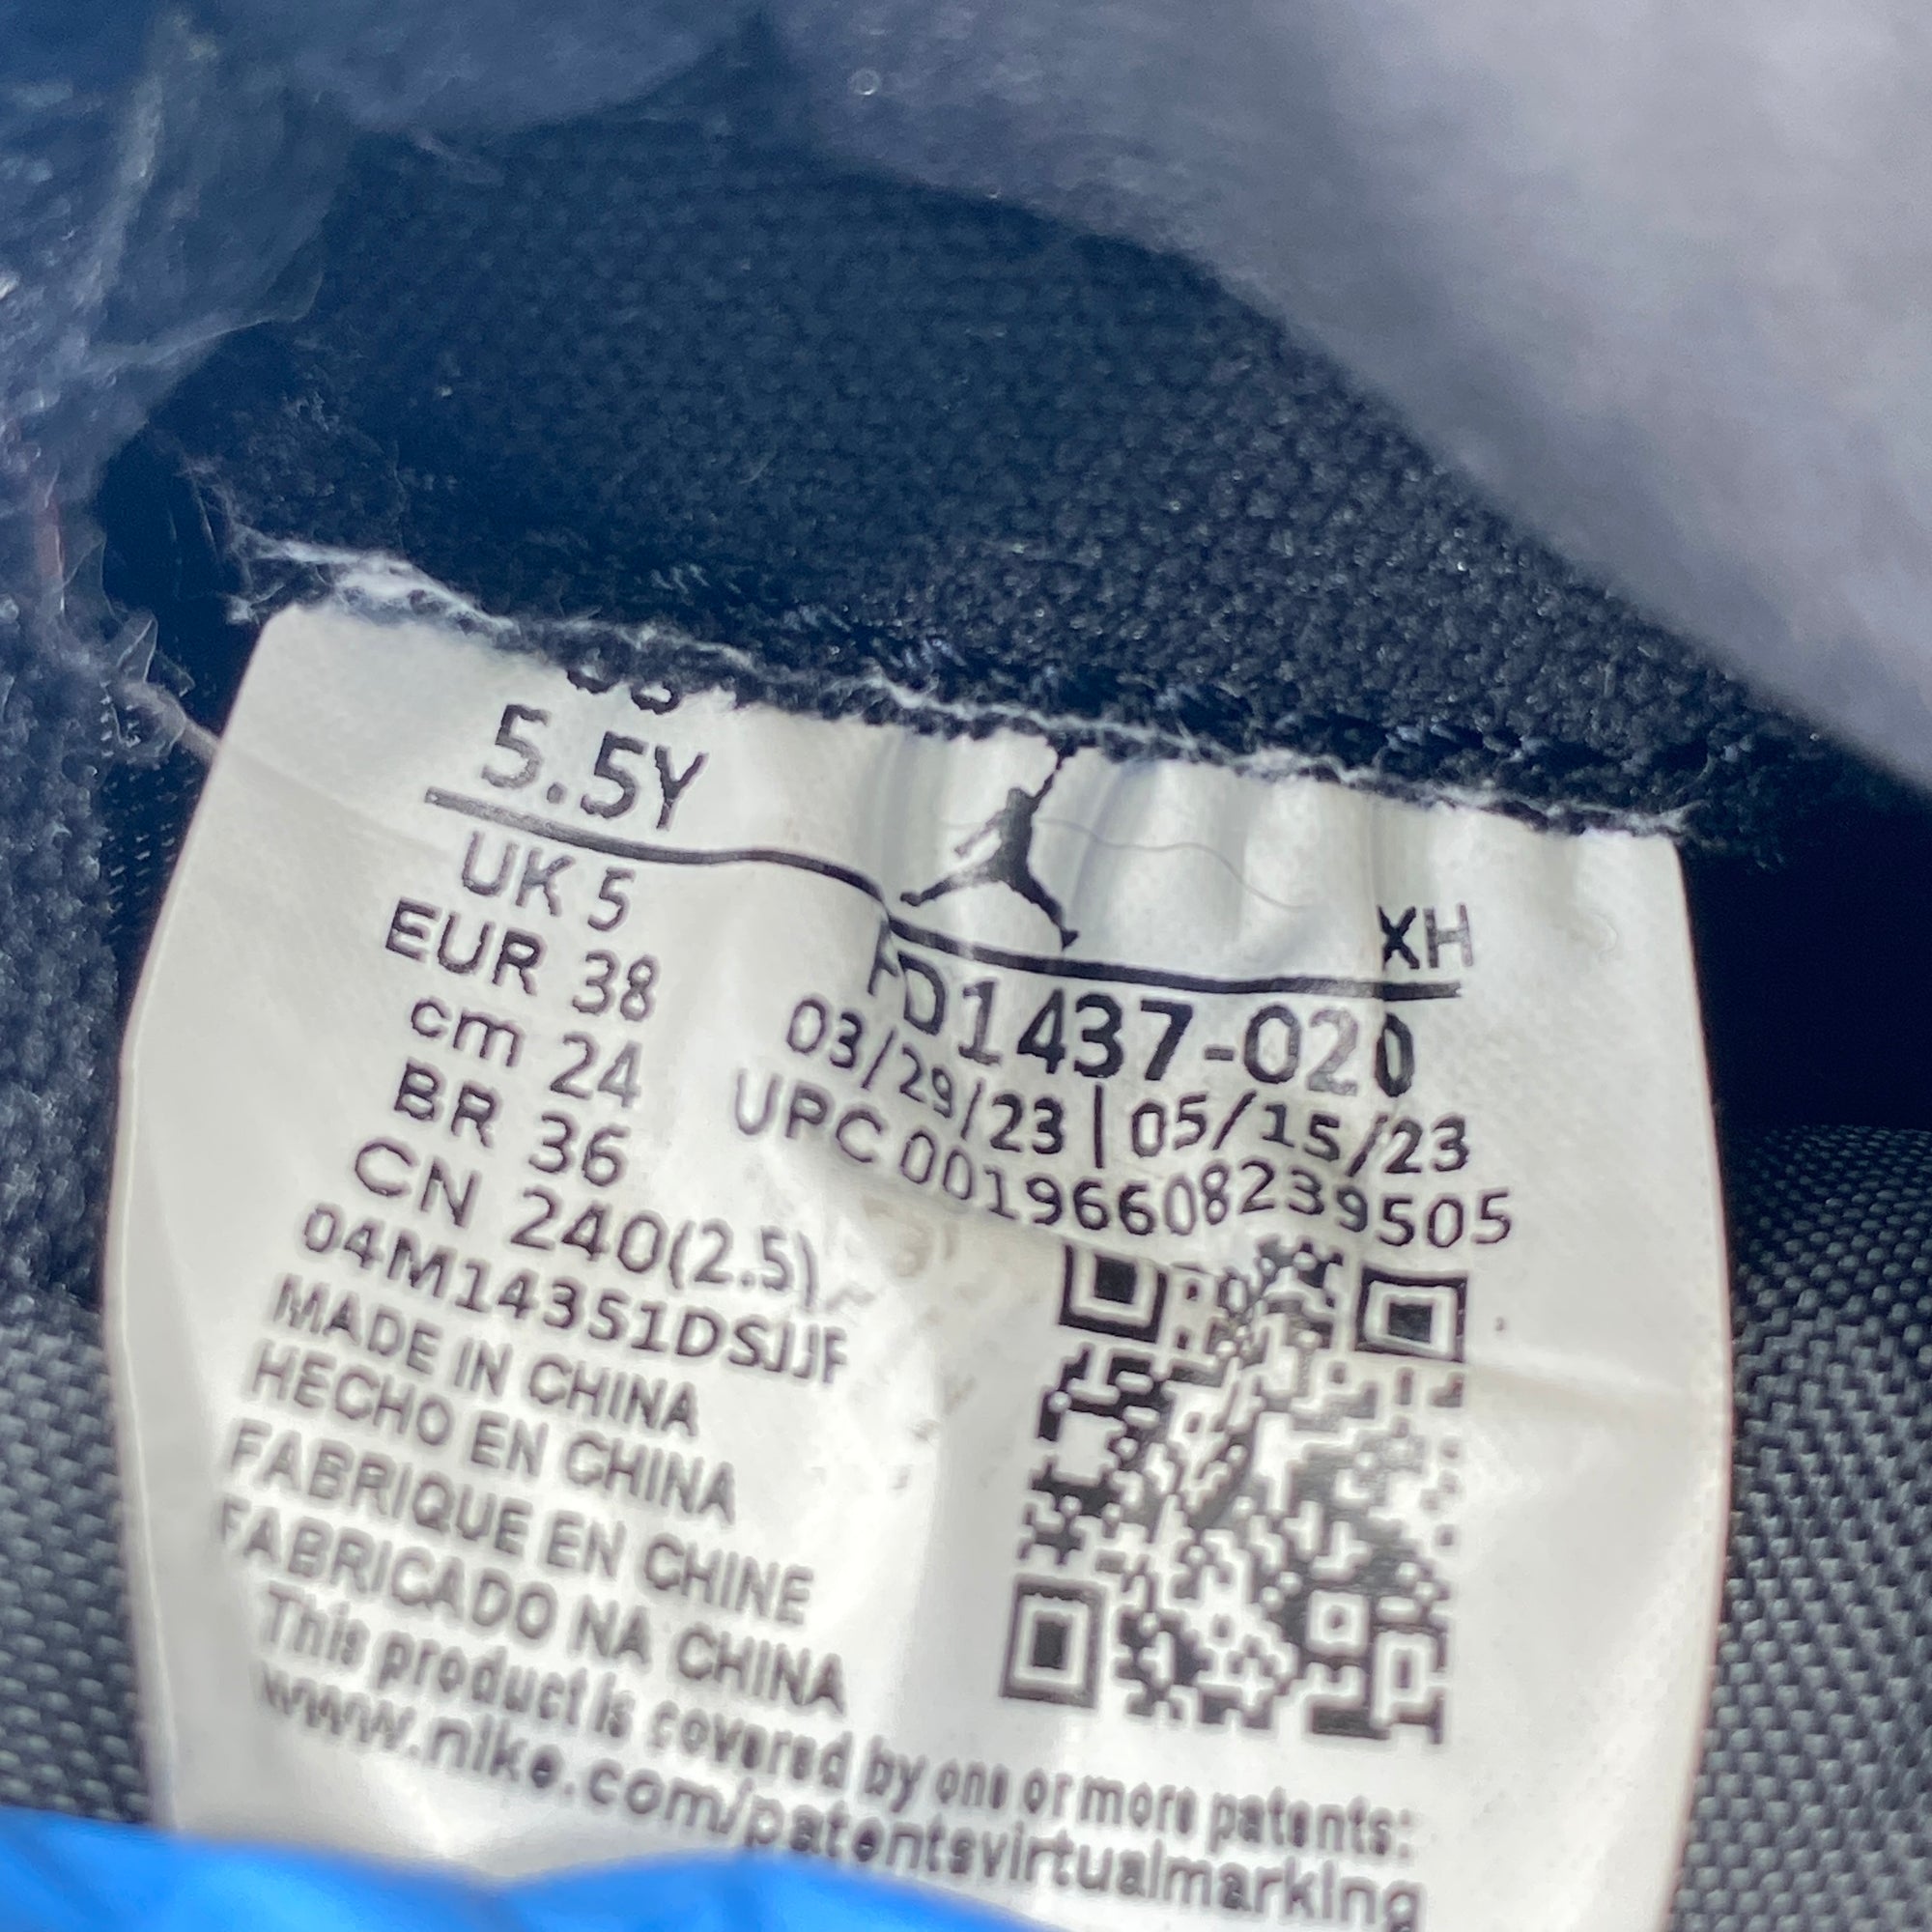 5.5Y
UK 5
EUR 38
cm 24
BR 36
CN 240(2.5)
04M14351DSJJF
MADE IN CHINA
HECHO EN CHINA
FABRIQUE EN CHINE
FABRICADO NA CHINA
This product is covered by one or more patents:
www.nike.com/patentsvirtualmarking
XH
FD1437-020
03/29/23 | 05/15/23
UPC 00196608239505